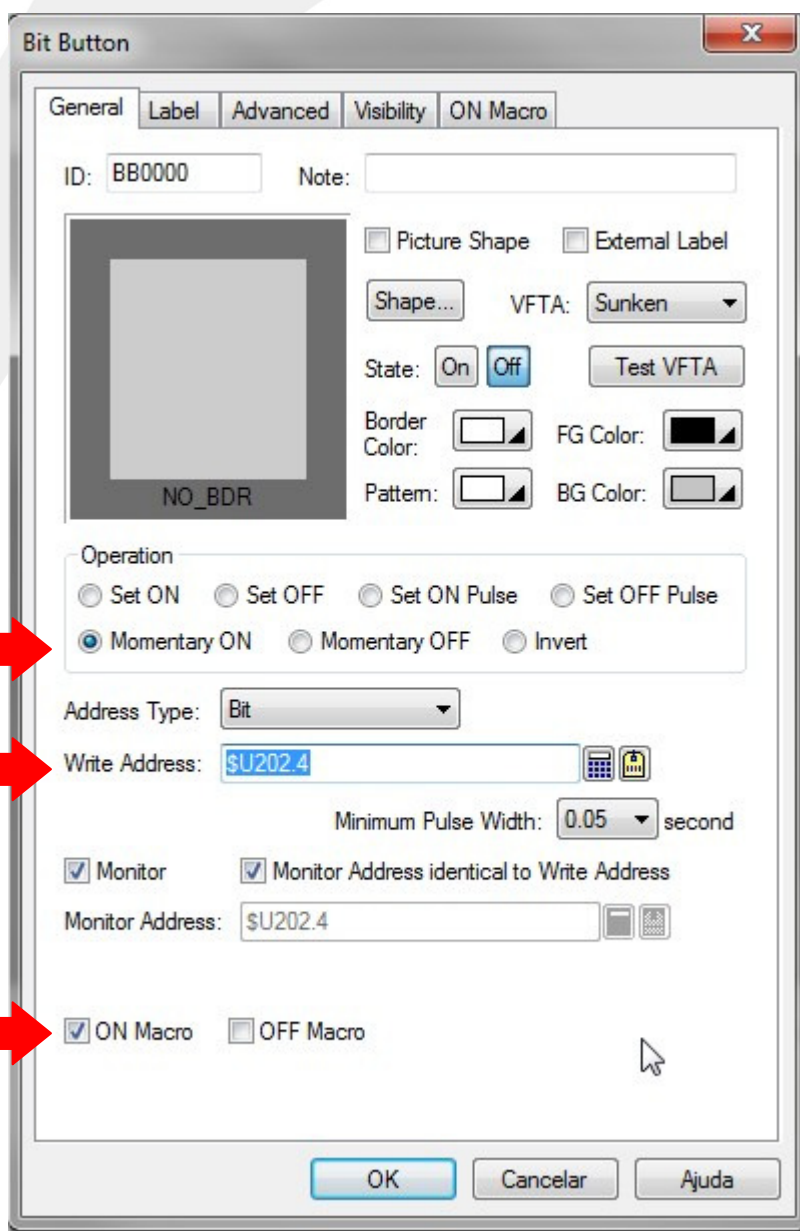 Bit Button
General Label Advanced Visibility ON Macro
ID: BB0000 Note:
Picture Shape External Label
Shape... VFTA: Sunken
State: On Off Test VFTA
Border Color: FG Color:
NO_BDR Pattern: BG Color:
Operation
Set ON Set OFF Set ON Pulse Set OFF Pulse
Momentary ON Momentary OFF Invert
Address Type: Bit
Write Address: $U202.4
Minimum Pulse Width: 0.05 second
Monitor Monitor Address identical to Write Address
Monitor Address: $U202.4
ON Macro OFF Macro
OK Cancelar Ajuda